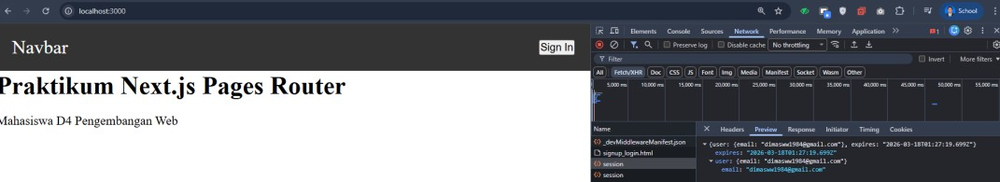 localhost:3000
School
Navbar
Sign In
Praktikum Next.js Pages Router
Mahasiswa D4 Pengembangan Web
Elements Console Sources Network Performance Memory Application
1
Preserve log Disable cache No throttling
Filter Invert More filters
All Fetch/XHR Doc CSS JS Font Img Media Manifest Socket Wasm Other
5,000 ms 10,000 ms 15,000 ms 20,000 ms 25,000 ms 30,000 ms 35,000 ms 40,000 ms 45,000 ms 50,000 ms 55,000 ms
Name
_devMiddlewareManifest.json
signup_login.html
session
session
Headers Preview Response Initiator Timing Cookies
{user: {email: "dimasww1984@gmail.com"}, expires: "2026-03-18T01:27:19.699Z"}
expires: "2026-03-18T01:27:19.699Z"
user: {email: "dimasww1984@gmail.com"}
email: "dimasww1984@gmail.com"